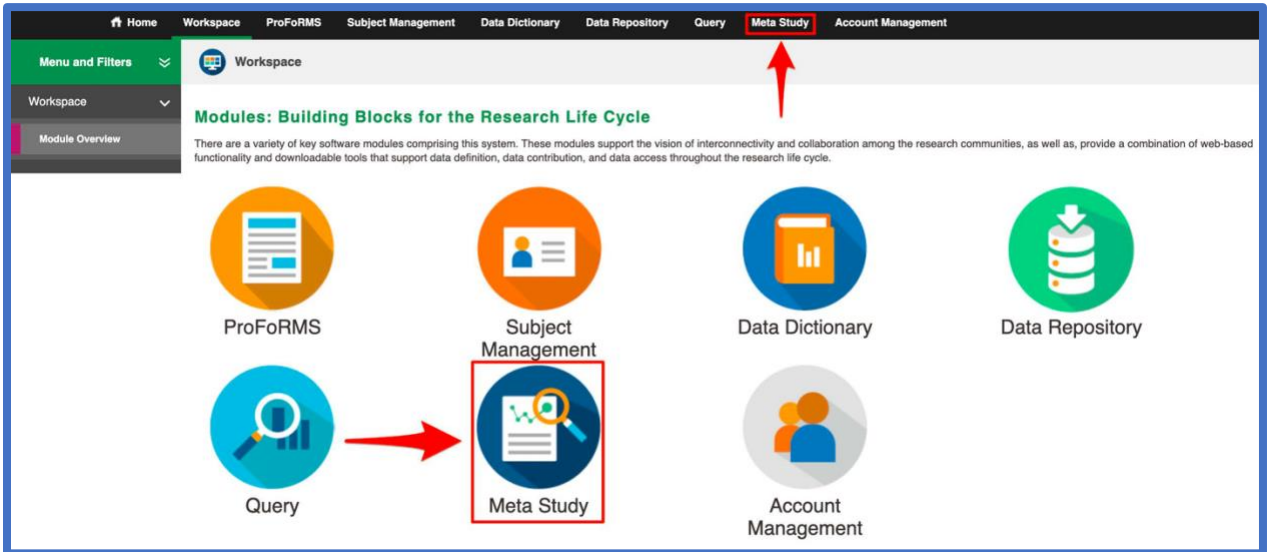 Home Workspace ProFoRMS Subject Management Data Dictionary Data Repository Query Meta Study Account Management
Menu and Filters
Workspace
Workspace
Module Overview
Modules: Building Blocks for the Research Life Cycle
There are a variety of key software modules comprising this system. These modules support the vision of interconnectivity and collaboration among the research communities, as well as, provide a combination of web-based
functionality and downloadable tools that support data definition, data contribution, and data access throughout the research life cycle.
ProFoRMS
Subject
Management
Data Dictionary
Data Repository
Query
Meta Study
Account
Management